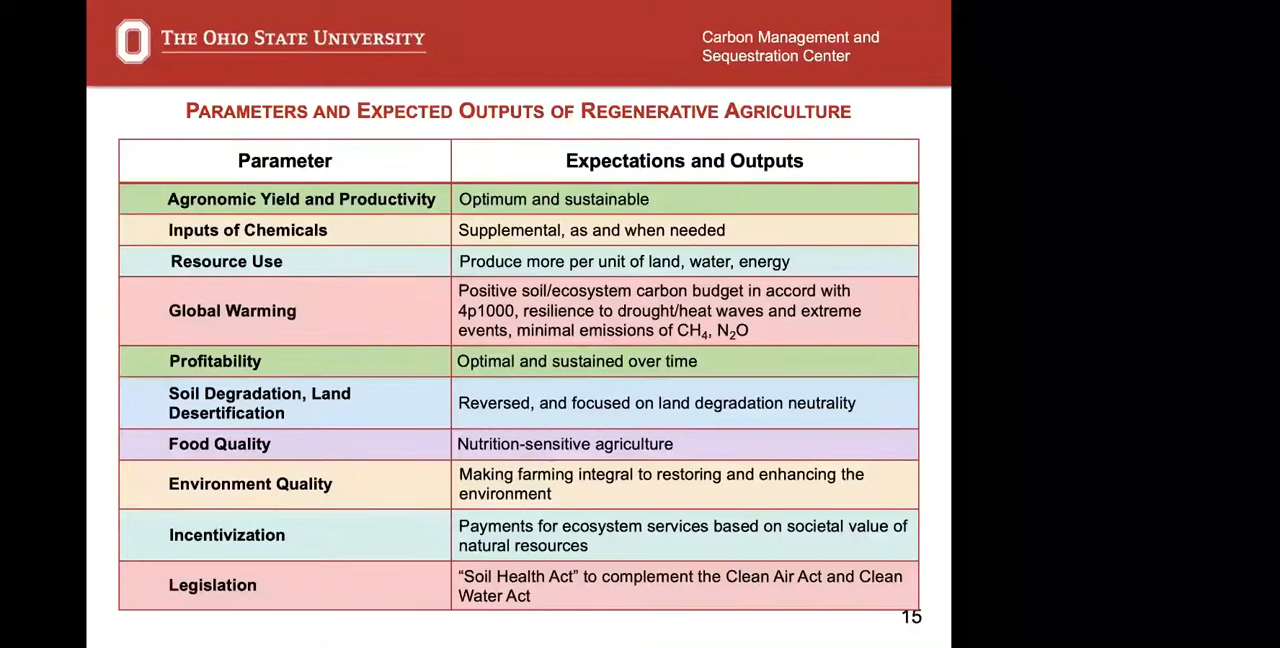 THE OHIO STATE UNIVERSITY
Carbon Management and
Sequestration Center
PARAMETERS AND EXPECTED OUTPUTS OF REGENERATIVE AGRICULTURE
Parameter
Expectations and Outputs
Agronomic Yield and Productivity
Optimum and sustainable
Inputs of Chemicals
Supplemental, as and when needed
Resource Use
Produce more per unit of land, water, energy
Global Warming
Positive soil/ecosystem carbon budget in accord with
4p1000, resilience to drought/heat waves and extreme
events, minimal emissions of CH₄, N₂O
Profitability
Optimal and sustained over time
Soil Degradation, Land
Desertification
Reversed, and focused on land degradation neutrality
Food Quality
Nutrition-sensitive agriculture
Environment Quality
Making farming integral to restoring and enhancing the
environment
Incentivization
Payments for ecosystem services based on societal value of
natural resources
Legislation
“Soil Health Act” to complement the Clean Air Act and Clean
Water Act
15